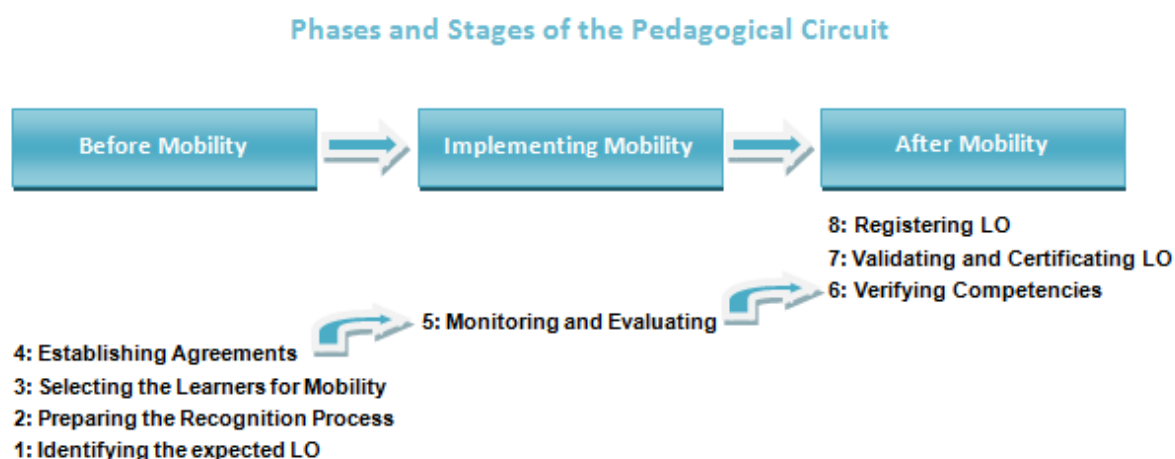 Phases and Stages of the Pedagogical Circuit
Before Mobility
Implementing Mobility
After Mobility
8: Registering LO
7: Validating and Certificating LO
6: Verifying Competencies
5: Monitoring and Evaluating
4: Establishing Agreements
3: Selecting the Learners for Mobility
2: Preparing the Recognition Process
1: Identifying the expected LO